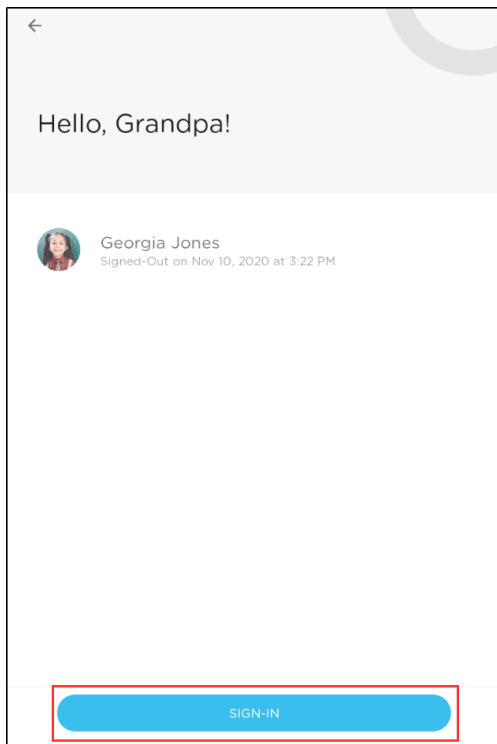 Hello, Grandpa!
Georgia Jones
Signed-Out on Nov 10, 2020 at 3:22 PM
SIGN-IN